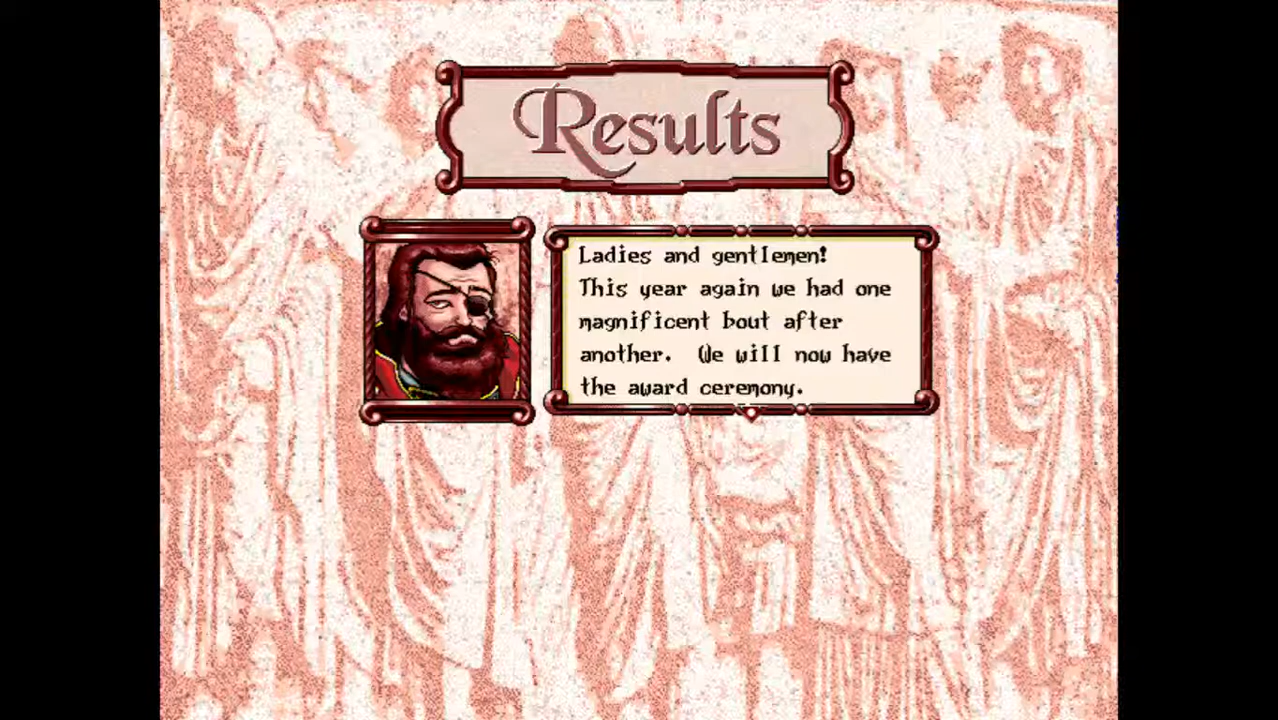 Results
Ladies and gentlemen!
This year again we had one
magnificent bout after
another. We will now have
the award ceremony.